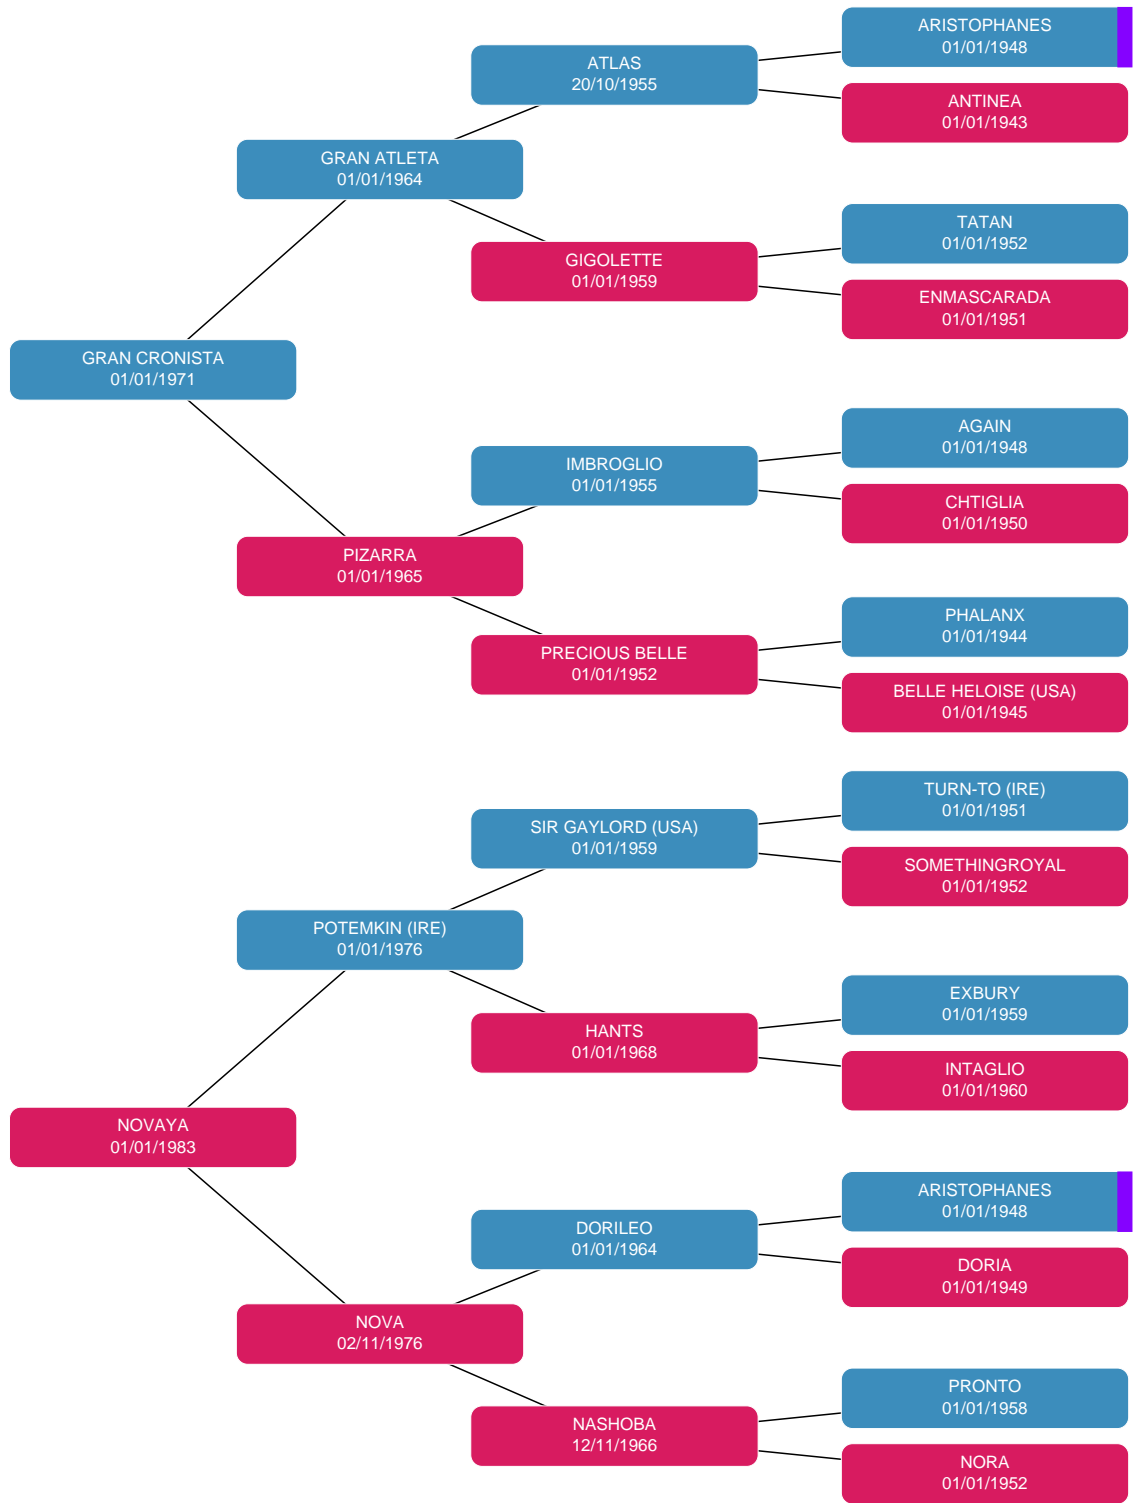 ARISTOPHANES
01/01/1948
ATLAS
20/10/1955
ANTINEA
01/01/1943
GRAN ATLETA
01/01/1964
TATAN
01/01/1952
GIGOLETTE
01/01/1959
ENMASCARADA
01/01/1951
GRAN CRONISTA
01/01/1971
AGAIN
01/01/1948
IMBROGLIO
01/01/1955
CHTIGLIA
01/01/1950
PIZARRA
01/01/1965
PHALANX
01/01/1944
PRECIOUS BELLE
01/01/1952
BELLE HELOISE (USA)
01/01/1945
TURN-TO (IRE)
01/01/1951
SIR GAYLORD (USA)
01/01/1959
SOMETHINGROYAL
01/01/1952
POTEMKIN (IRE)
01/01/1976
EXBURY
01/01/1959
HANTS
01/01/1968
INTAGLIO
01/01/1960
NOVAYA
01/01/1983
ARISTOPHANES
01/01/1948
DORILEO
01/01/1964
DORIA
01/01/1949
NOVA
02/11/1976
PRONTO
01/01/1958
NASHOBA
12/11/1966
NORA
01/01/1952